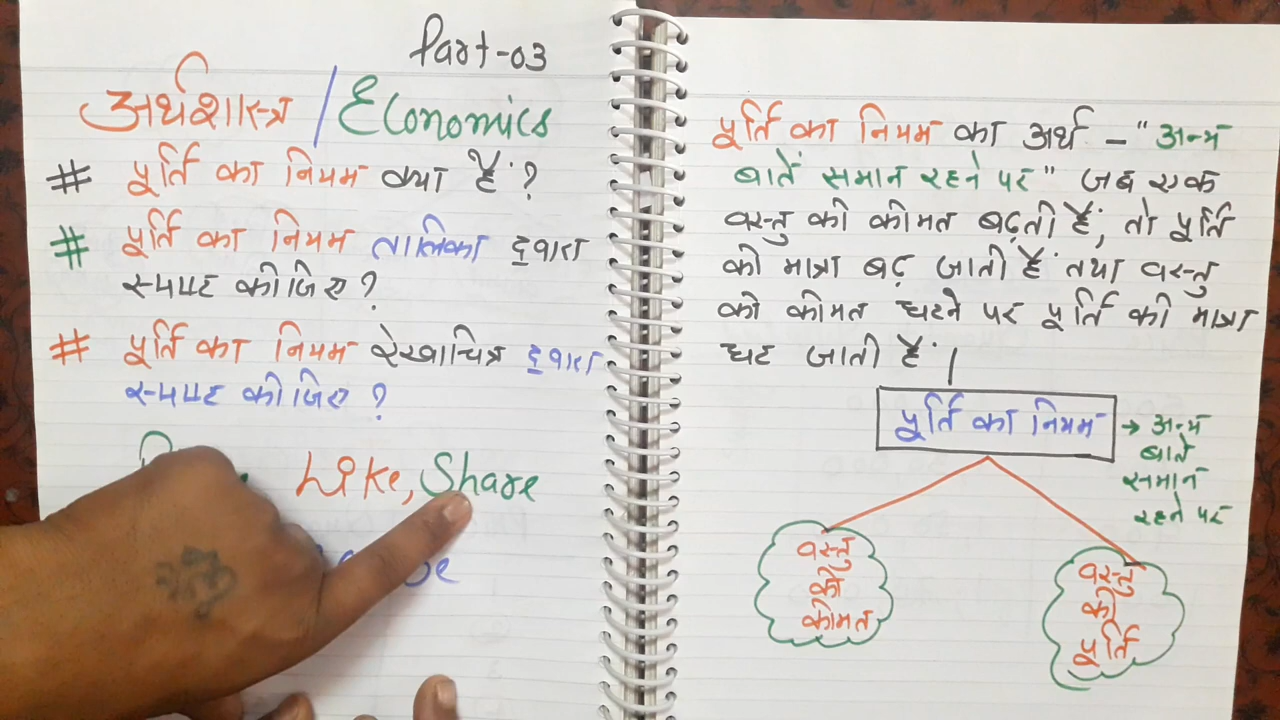 Part-03
अर्थशास्त्र / Economics
# पूर्ति का नियम क्या है ?
# पूर्ति का नियम तालिका द्वारा
स्पष्ट कीजिए ?
# पूर्ति का नियम रेखाचित्र द्वारा
स्पष्ट कीजिए ?
Like, Share
पूर्ति का नियम का अर्थ - "अन्य
बातें समान रहने पर" जब एक
वस्तु की कीमत बढ़ती हैं, तो पूर्ति
की मात्रा बढ़ जाती हैं तथा वस्तु
की कीमत घटने पर पूर्ति की मात्रा
घट जाती हैं।
पूर्ति का नियम → अन्य
बातें
समान
रहने पर
वस्तु
की
कीमत
वस्तु
की
पूर्ति